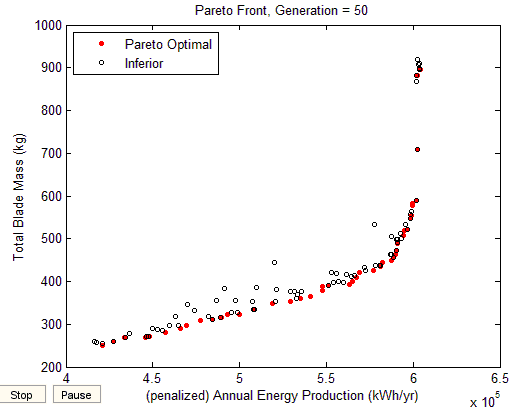 Pareto Front, Generation = 50
1000
900
800
700
600
500
400
300
200
Total Blade Mass (kg)
Pareto Optimal
Inferior
4
4.5
5
5.5
6
6.5
x 10^5
(penalized) Annual Energy Production (kWh/yr)
Stop
Pause